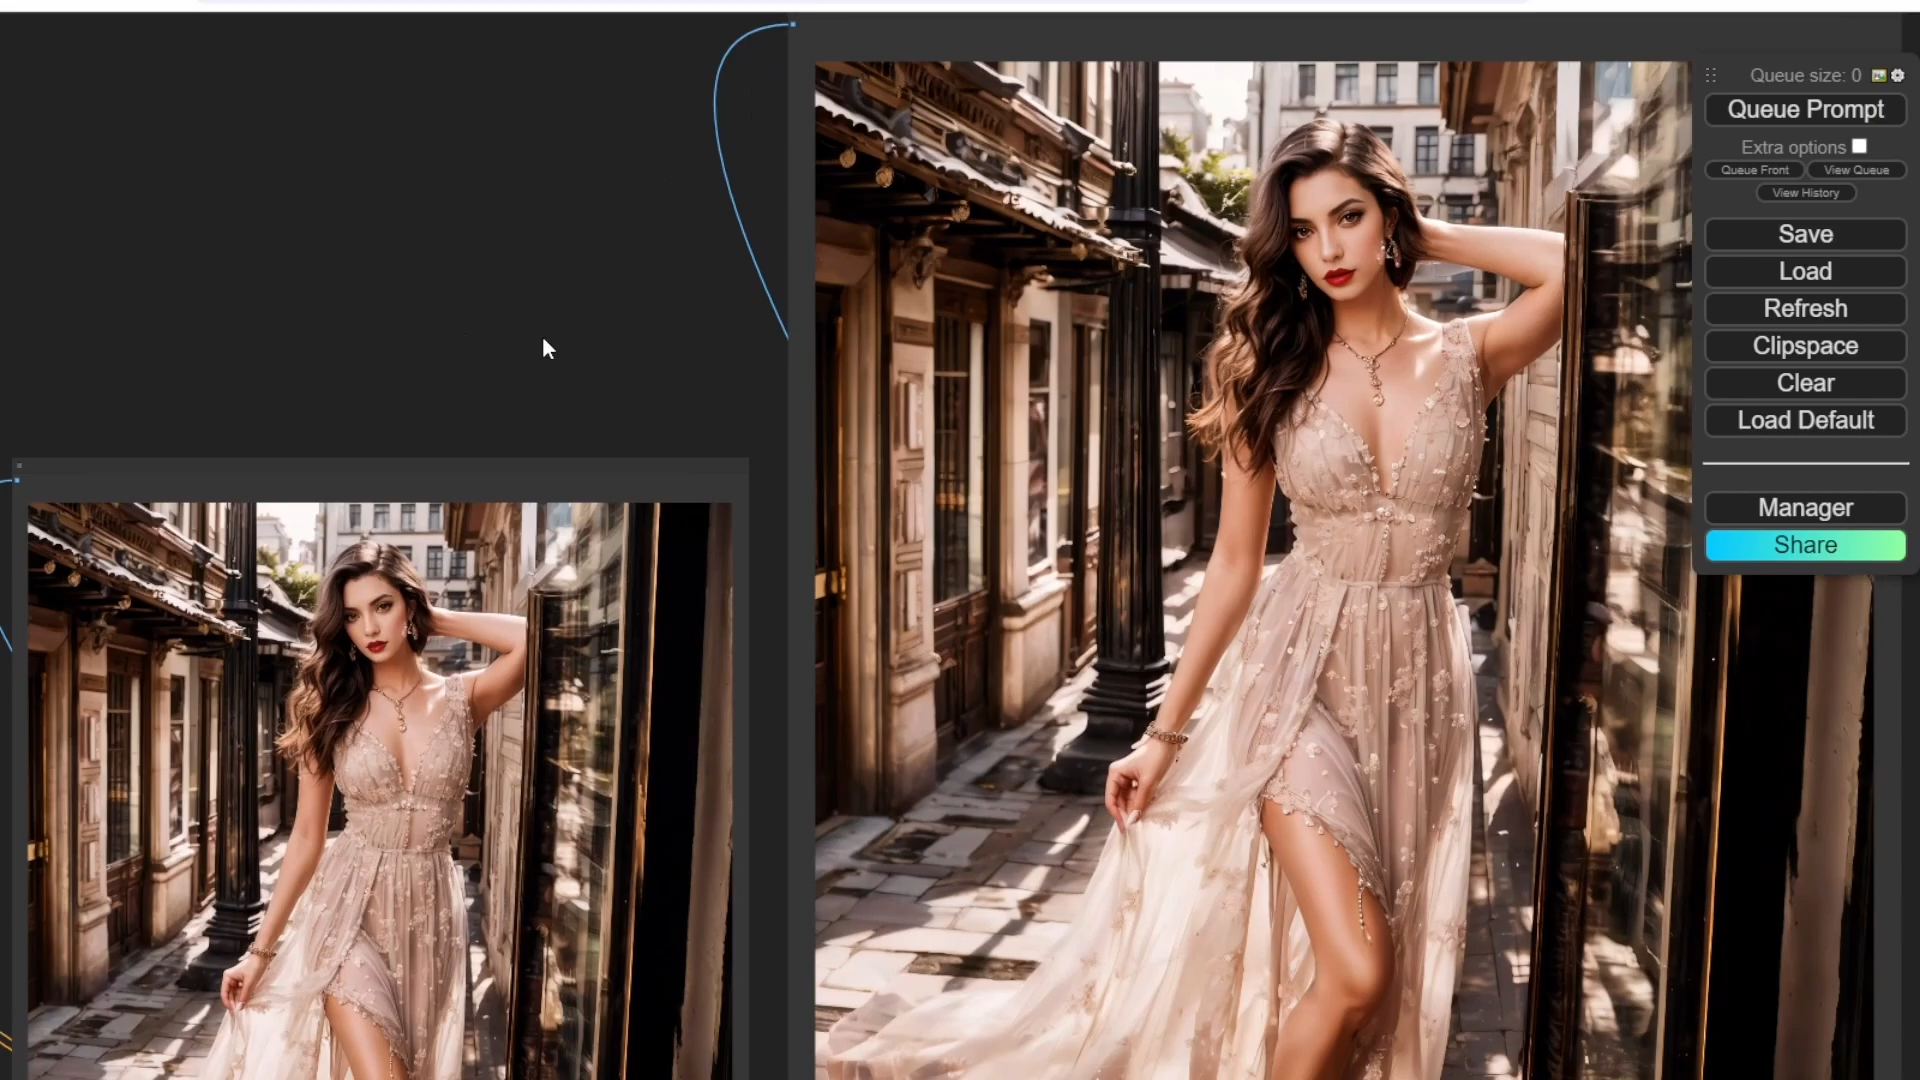 Queue size: 0
Queue Prompt
Extra options
Queue Front
View Queue
View History
Save
Load
Refresh
Clipspace
Clear
Load Default
Manager
Share